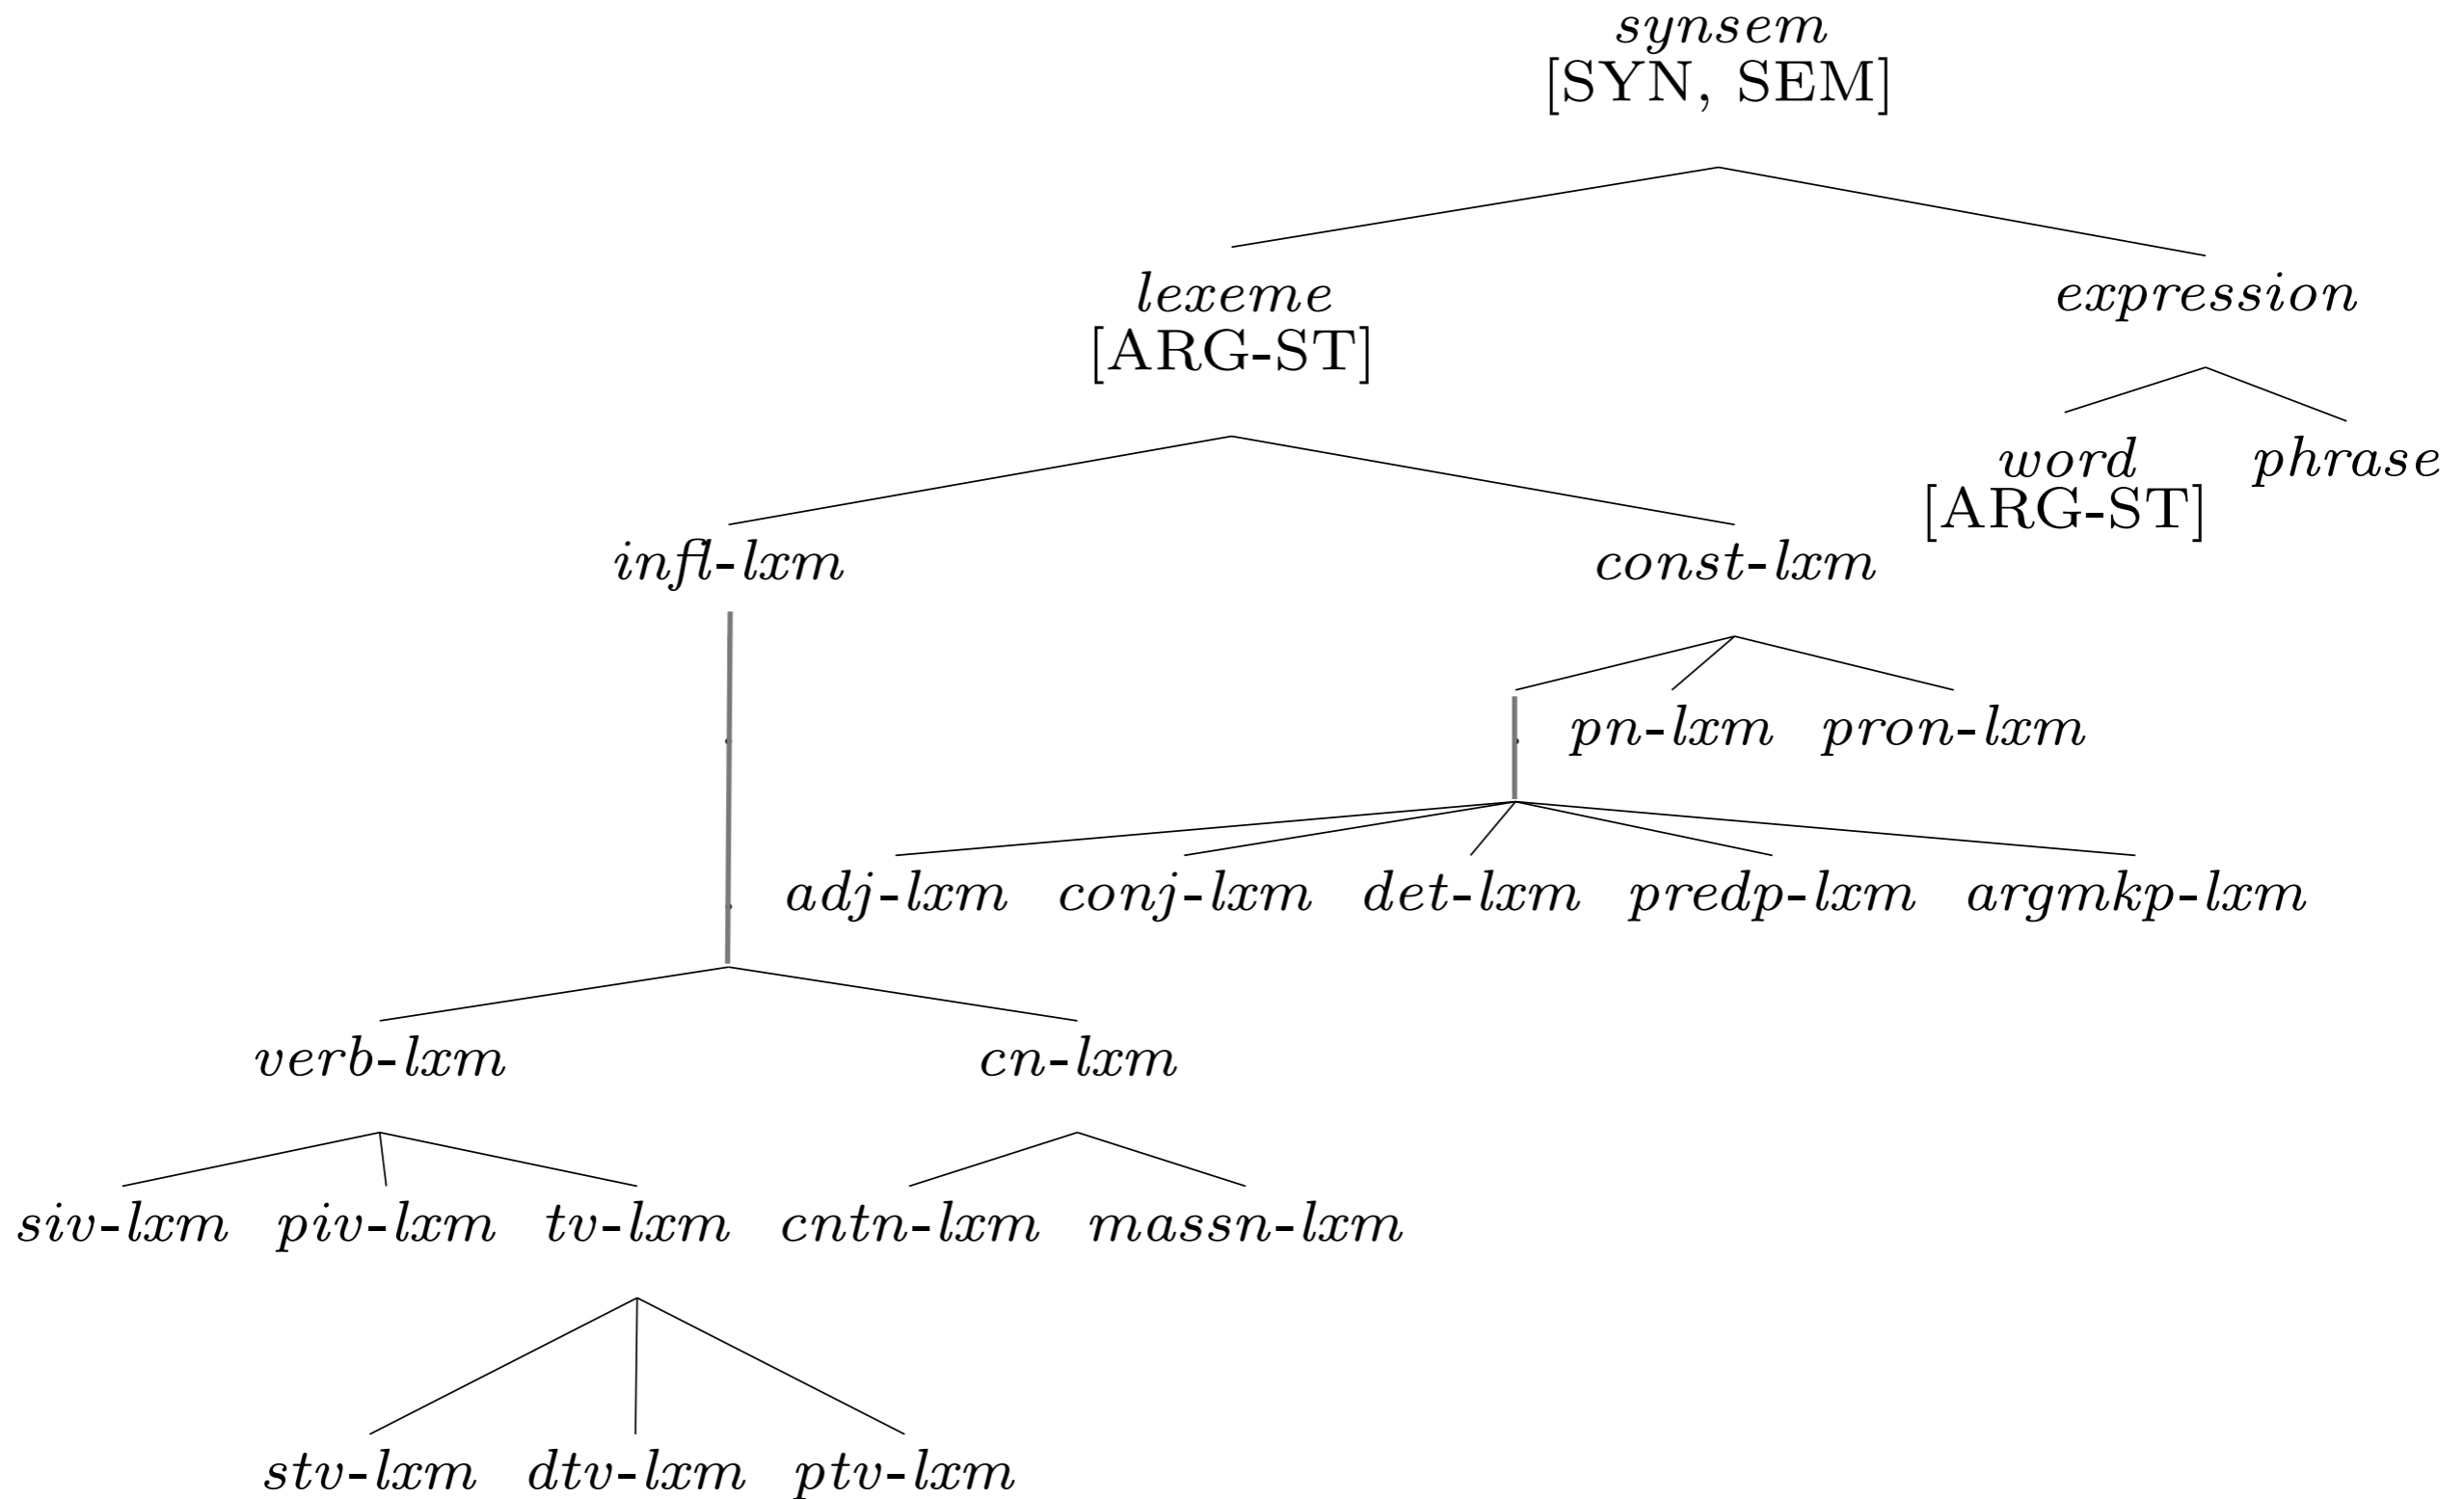 synsem
[SYN, SEM]
lexeme
[ARG-ST]
expression
word
[ARG-ST]
phrase
infl-lxm
const-lxm
pn-lxm pron-lxm
adj-lxm conj-lxm det-lxm predp-lxm argmkp-lxm
verb-lxm cn-lxm
siv-lxm piv-lxm tv-lxm cntn-lxm massn-lxm
stv-lxm dtv-lxm ptv-lxm